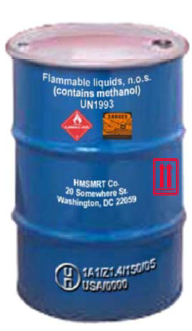 Flammable liquids, n.o.s.
(contains methanol)
UN1993
DANGER
HMSMRT Co.
20 Somewhere St.
Washington, DC 22059
1A1/Z1.4/150/05
USA/0000